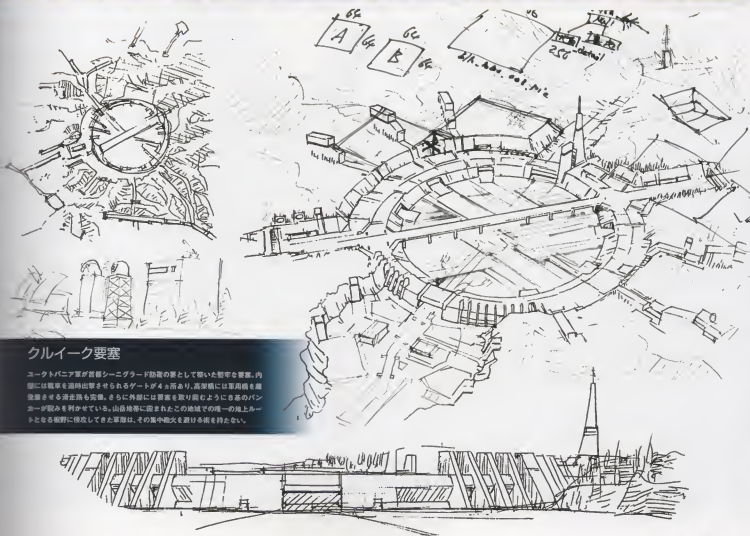 64
A
64
64
B
64
256
detail
クルイーク要塞
ユークトバニア軍が首都シーニグラード防衛の要として築いた堅牢な要塞。内
部には戦車を随時出撃させられるゲートが4ヵ所あり、高架橋には軍用機を離
発着させる滑走路も完備。さらに外部には要塞を取り囲むように8基のバン
カーが睨みを利かせている。山岳地帯に囲まれたこの地域での唯一の地上ルー
トとなる裾野に侵攻してきた軍隊は、その集中砲火を避ける術を持たない。